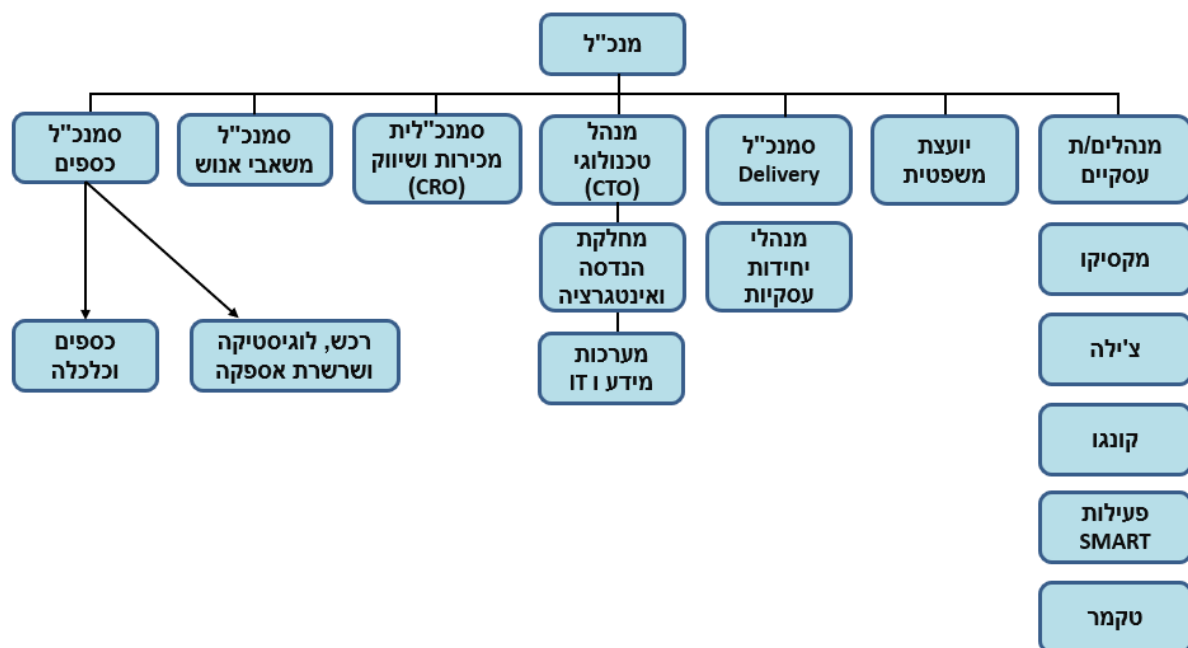 מנכ"ל
מנהלים/ת
עסקיים
יועצת
משפטית
סמנכ"ל
Delivery
מנהל
טכנולוגי
(CTO)
סמנכ"לית
מכירות ושיווק
(CRO)
סמנכ"ל
משאבי אנוש
סמנכ"ל
כספים
מקסיקו
מנהלי
יחידות
עסקיות
מחלקת
הנדסה
ואינטגרציה
צ'ילה
מערכות
מידע ו IT
רכש, לוגיסטיקה
ושרשרת אספקה
כספים
וכלכלה
קונגו
פעילות
SMART
טקמר